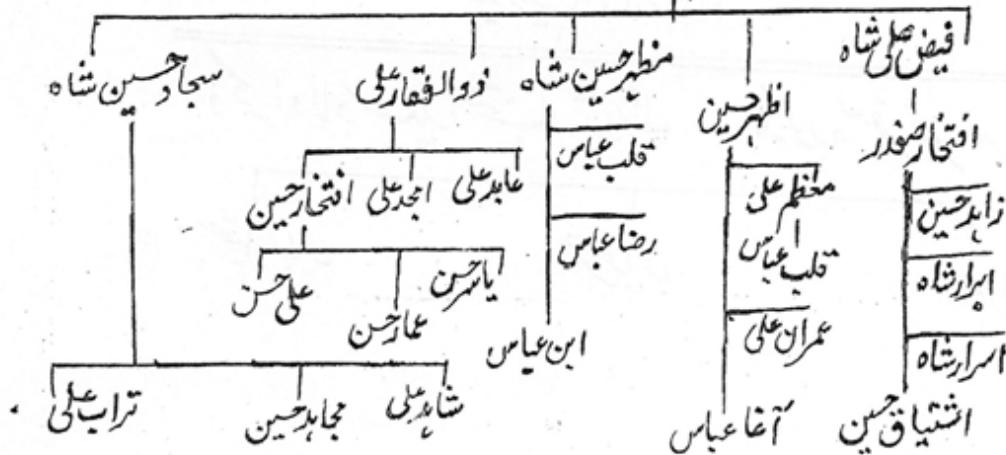 فیض علی شاہ
مظہر حسین شاہ
ذوالفقار علی
سجاد حسین شاہ
اظہر حسین
افتخار صفدر
قلب عباس
عابد علی
امجد علی
افتخار حسین
معظم علی
زاہد حسین
رضا عباس
قلب عباس
یاسر حسن
عمار حسن
علی حسن
ابرار شاہ
عمران علی
اسرار شاہ
ابن عباس
شاہد علی
مجاہد حسین
تراب علی
آغا عباس
اشتیاق حسین